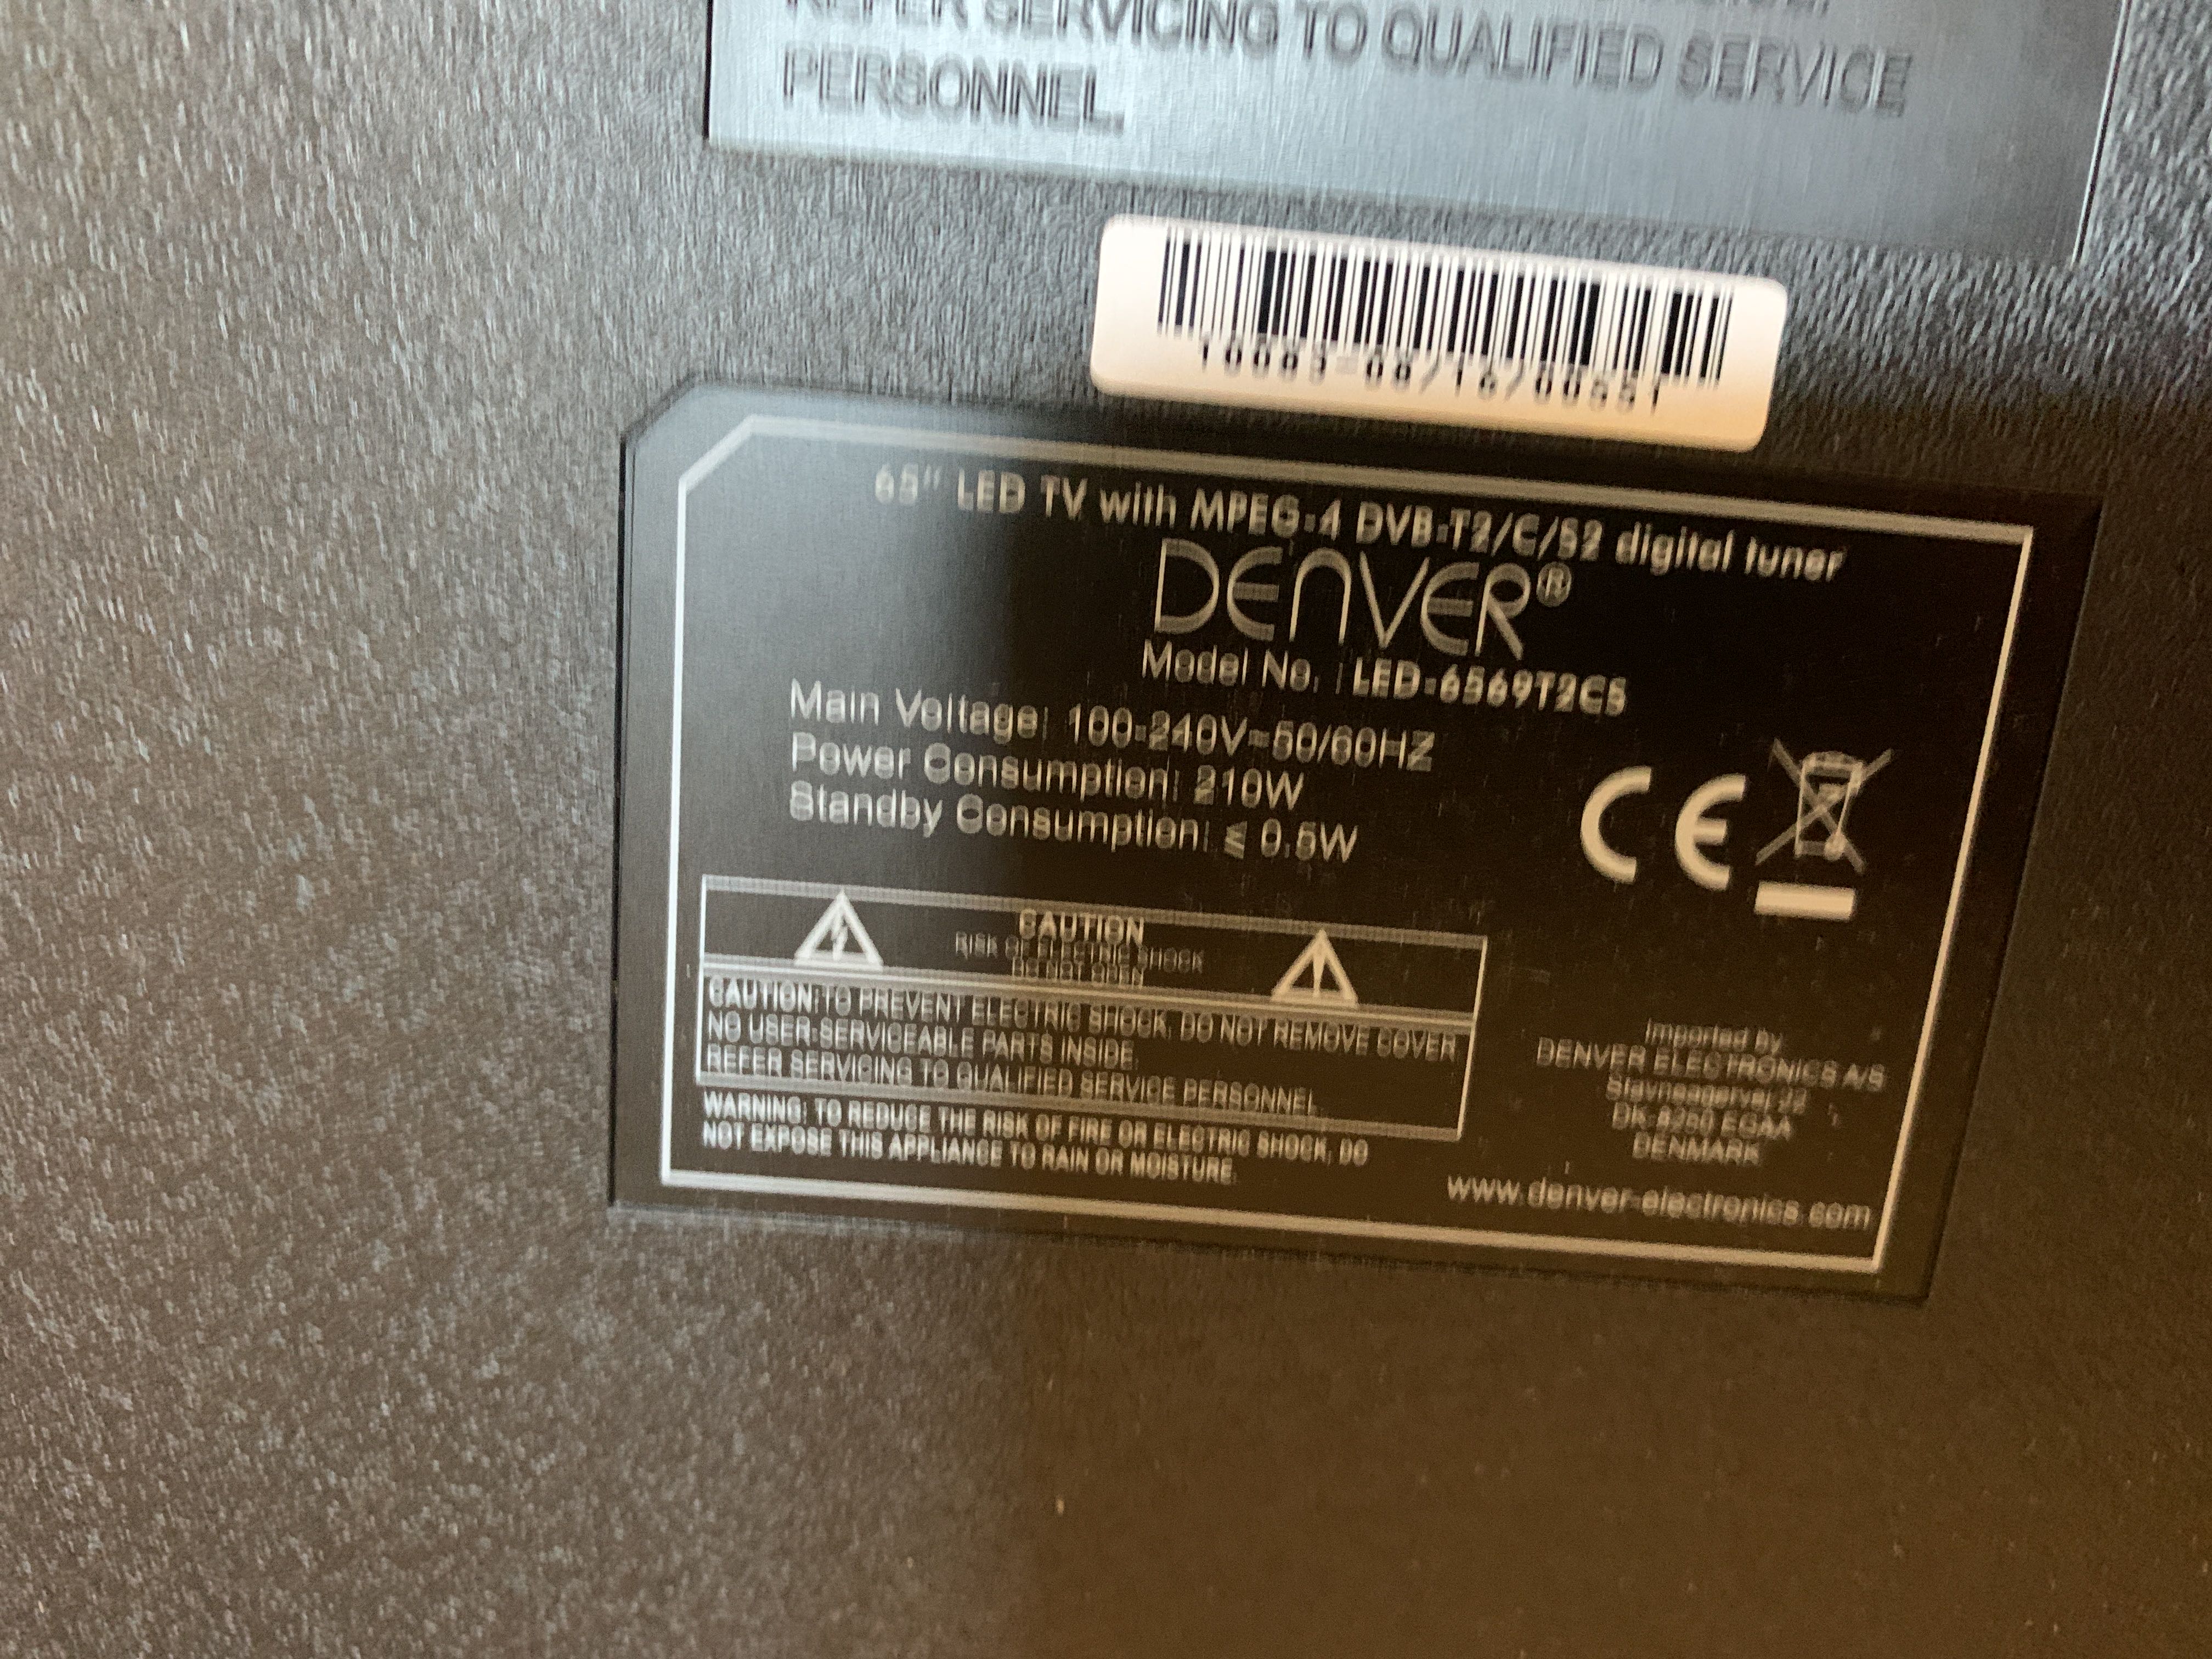 REFER SERVICING TO QUALIFIED SERVICE
PERSONNEL.
65" LED TV with MPEG-4 DVB-T2/C/S2 digital tuner
DENVER®
Model No. : LED-6569T2CS
Main Voltage: 100-240V~50/60HZ
Power Consumption: 210W
Standby Consumption: ≤ 0.5W
CE
CAUTION
RISK OF ELECTRIC SHOCK
DO NOT OPEN
CAUTION:TO PREVENT ELECTRIC SHOCK, DO NOT REMOVE COVER
NO USER-SERVICEABLE PARTS INSIDE.
REFER SERVICING TO QUALIFIED SERVICE PERSONNEL.
WARNING: TO REDUCE THE RISK OF FIRE OR ELECTRIC SHOCK, DO
NOT EXPOSE THIS APPLIANCE TO RAIN OR MOISTURE.
Imported by
DENVER ELECTRONICS A/S
DK-8250 EGAA
DENMARK
www.denver-electronics.com